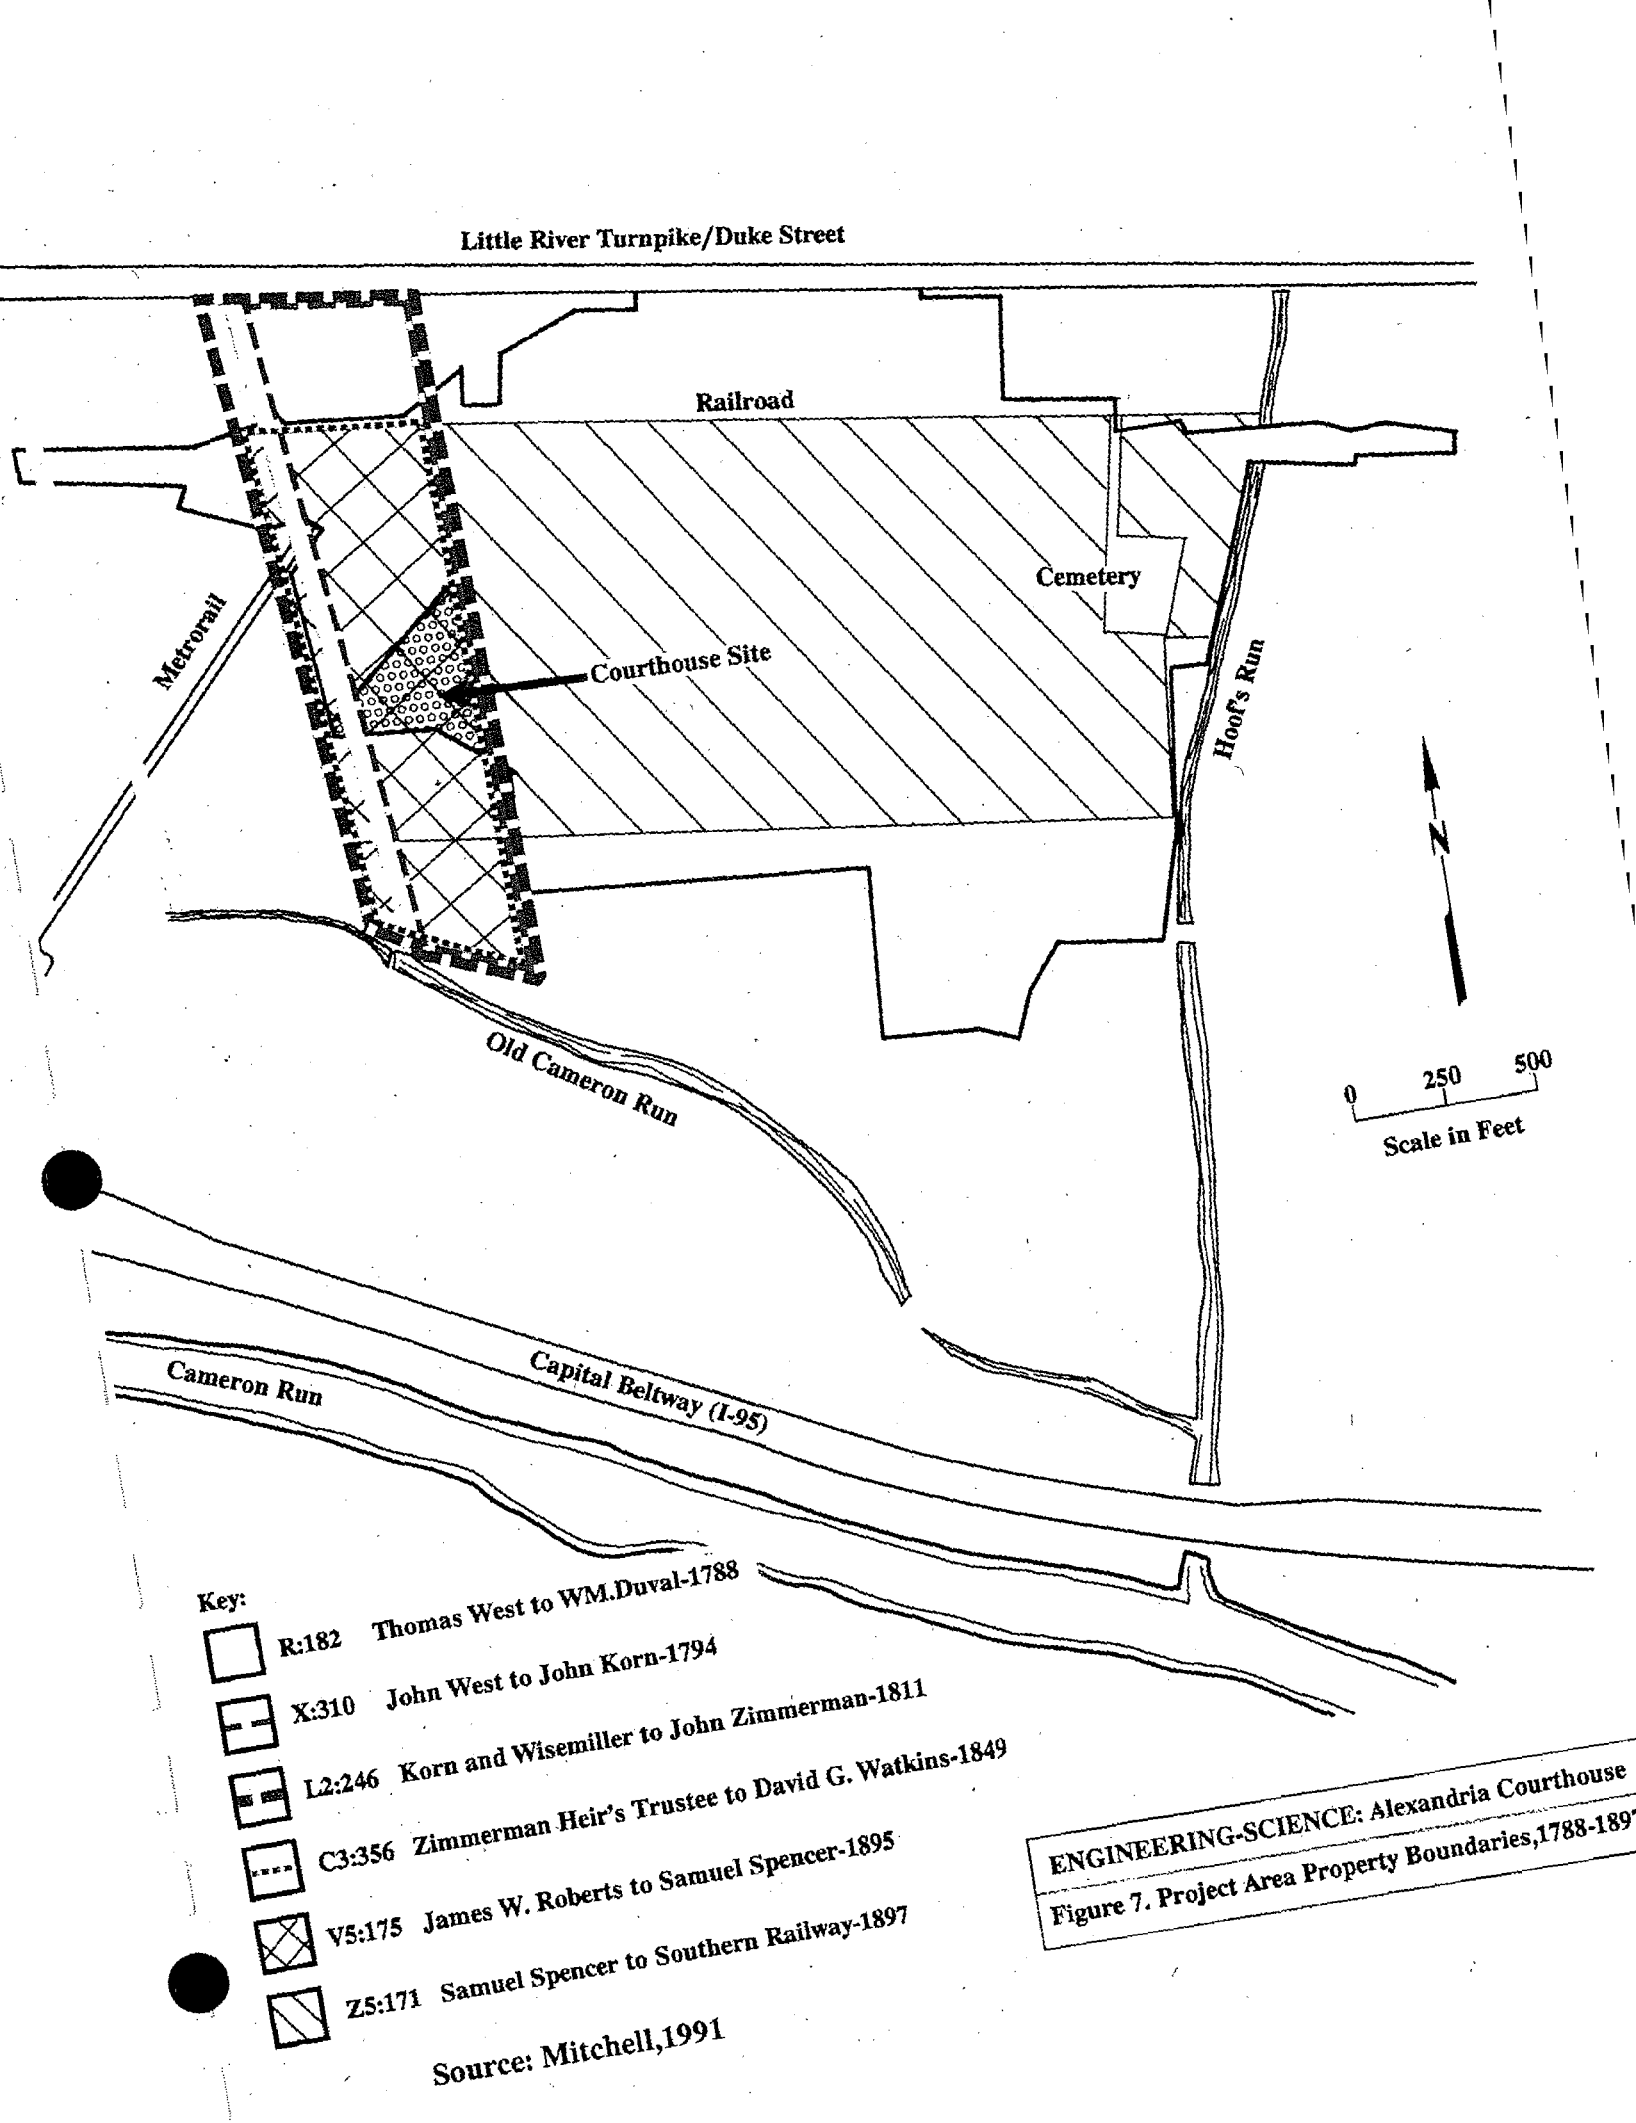 Little River Turnpike/Duke Street
Railroad
Cemetery
Metrorail
Courthouse Site
Hoof's Run
N
Old Cameron Run
0 250 500
Scale in Feet
Capital Beltway (I-95)
Cameron Run
Key:
R:182 Thomas West to WM.Duval-1788
X:310 John West to John Korn-1794
L2:246 Korn and Wisemiller to John Zimmerman-1811
C3:356 Zimmerman Heir's Trustee to David G. Watkins-1849
V5:175 James W. Roberts to Samuel Spencer-1895
Z5:171 Samuel Spencer to Southern Railway-1897
Source: Mitchell,1991
ENGINEERING-SCIENCE: Alexandria Courthouse
Figure 7. Project Area Property Boundaries,1788-1897